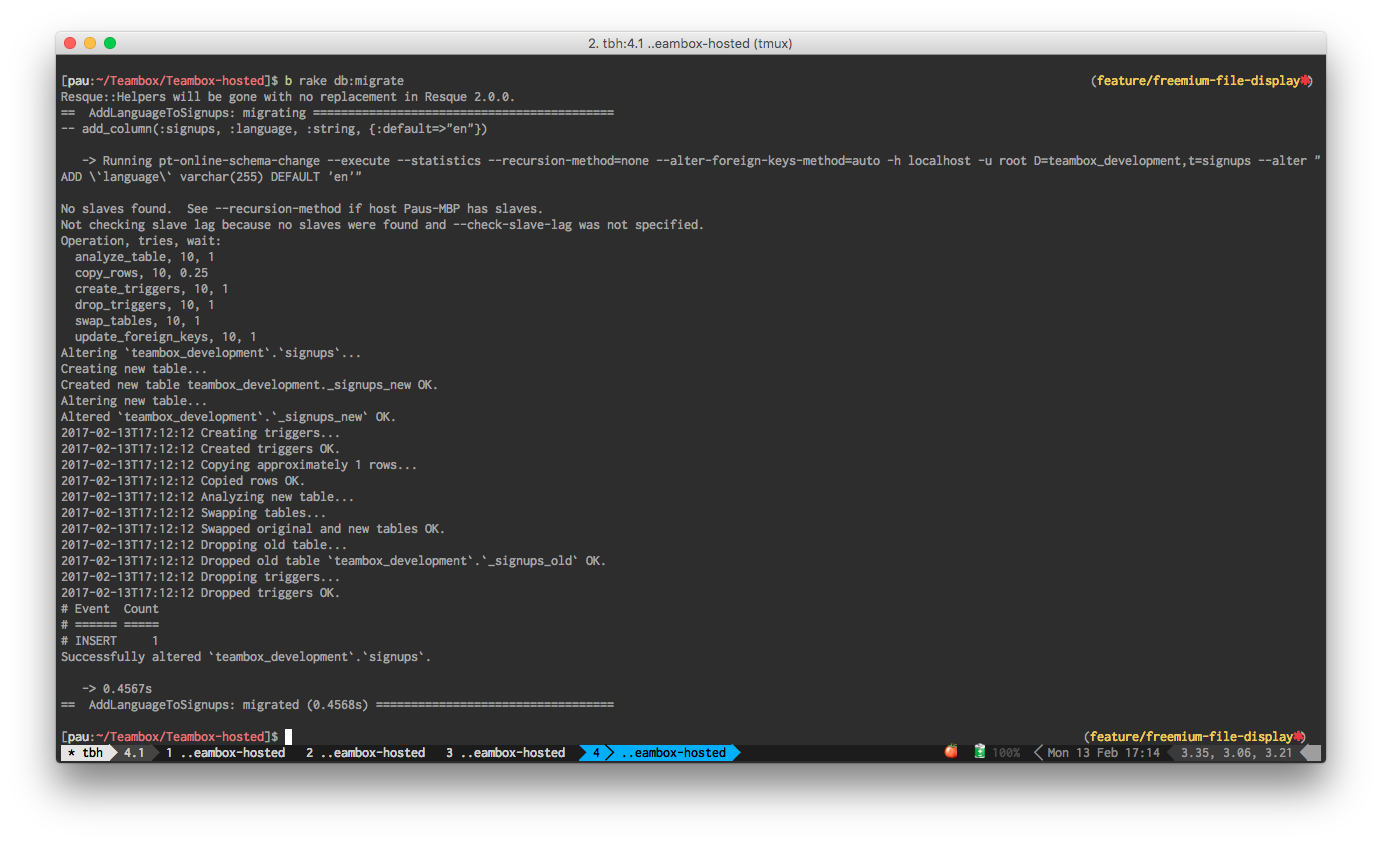 2. tbh:4.1 ..eambox-hosted (tmux)
[pau:~/Teambox/Teambox-hosted]$ b rake db:migrate (feature/freemium-file-display✱)
Resque::Helpers will be gone with no replacement in Resque 2.0.0.
==  AddLanguageToSignups: migrating ===========================================
-- add_column(:signups, :language, :string, {:default=>"en"})
   -> Running pt-online-schema-change --execute --statistics --recursion-method=none --alter-foreign-keys-method=auto -h localhost -u root D=teambox_development,t=signups --alter "
ADD \`language\` varchar(255) DEFAULT 'en'"
No slaves found.  See --recursion-method if host Paus-MBP has slaves.
Not checking slave lag because no slaves were found and --check-slave-lag was not specified.
Operation, tries, wait:
  analyze_table, 10, 1
  copy_rows, 10, 0.25
  create_triggers, 10, 1
  drop_triggers, 10, 1
  swap_tables, 10, 1
  update_foreign_keys, 10, 1
Altering `teambox_development`.`signups`...
Creating new table...
Created new table teambox_development._signups_new OK.
Altering new table...
Altered `teambox_development`.`_signups_new` OK.
2017-02-13T17:12:12 Creating triggers...
2017-02-13T17:12:12 Created triggers OK.
2017-02-13T17:12:12 Copying approximately 1 rows...
2017-02-13T17:12:12 Copied rows OK.
2017-02-13T17:12:12 Analyzing new table...
2017-02-13T17:12:12 Swapping tables...
2017-02-13T17:12:12 Swapped original and new tables OK.
2017-02-13T17:12:12 Dropping old table...
2017-02-13T17:12:12 Dropped old table `teambox_development`.`_signups_old` OK.
2017-02-13T17:12:12 Dropping triggers...
2017-02-13T17:12:12 Dropped triggers OK.
# Event  Count
# ====== =====
# INSERT     1
Successfully altered `teambox_development`.`signups`.
   -> 0.4567s
==  AddLanguageToSignups: migrated (0.4568s) ==================================
[pau:~/Teambox/Teambox-hosted]$ (feature/freemium-file-display✱)
* tbh 4.1 1 ..eambox-hosted 2 ..eambox-hosted 3 ..eambox-hosted 4 ..eambox-hosted 100% Mon 13 Feb 17:14 3.35, 3.06, 3.21